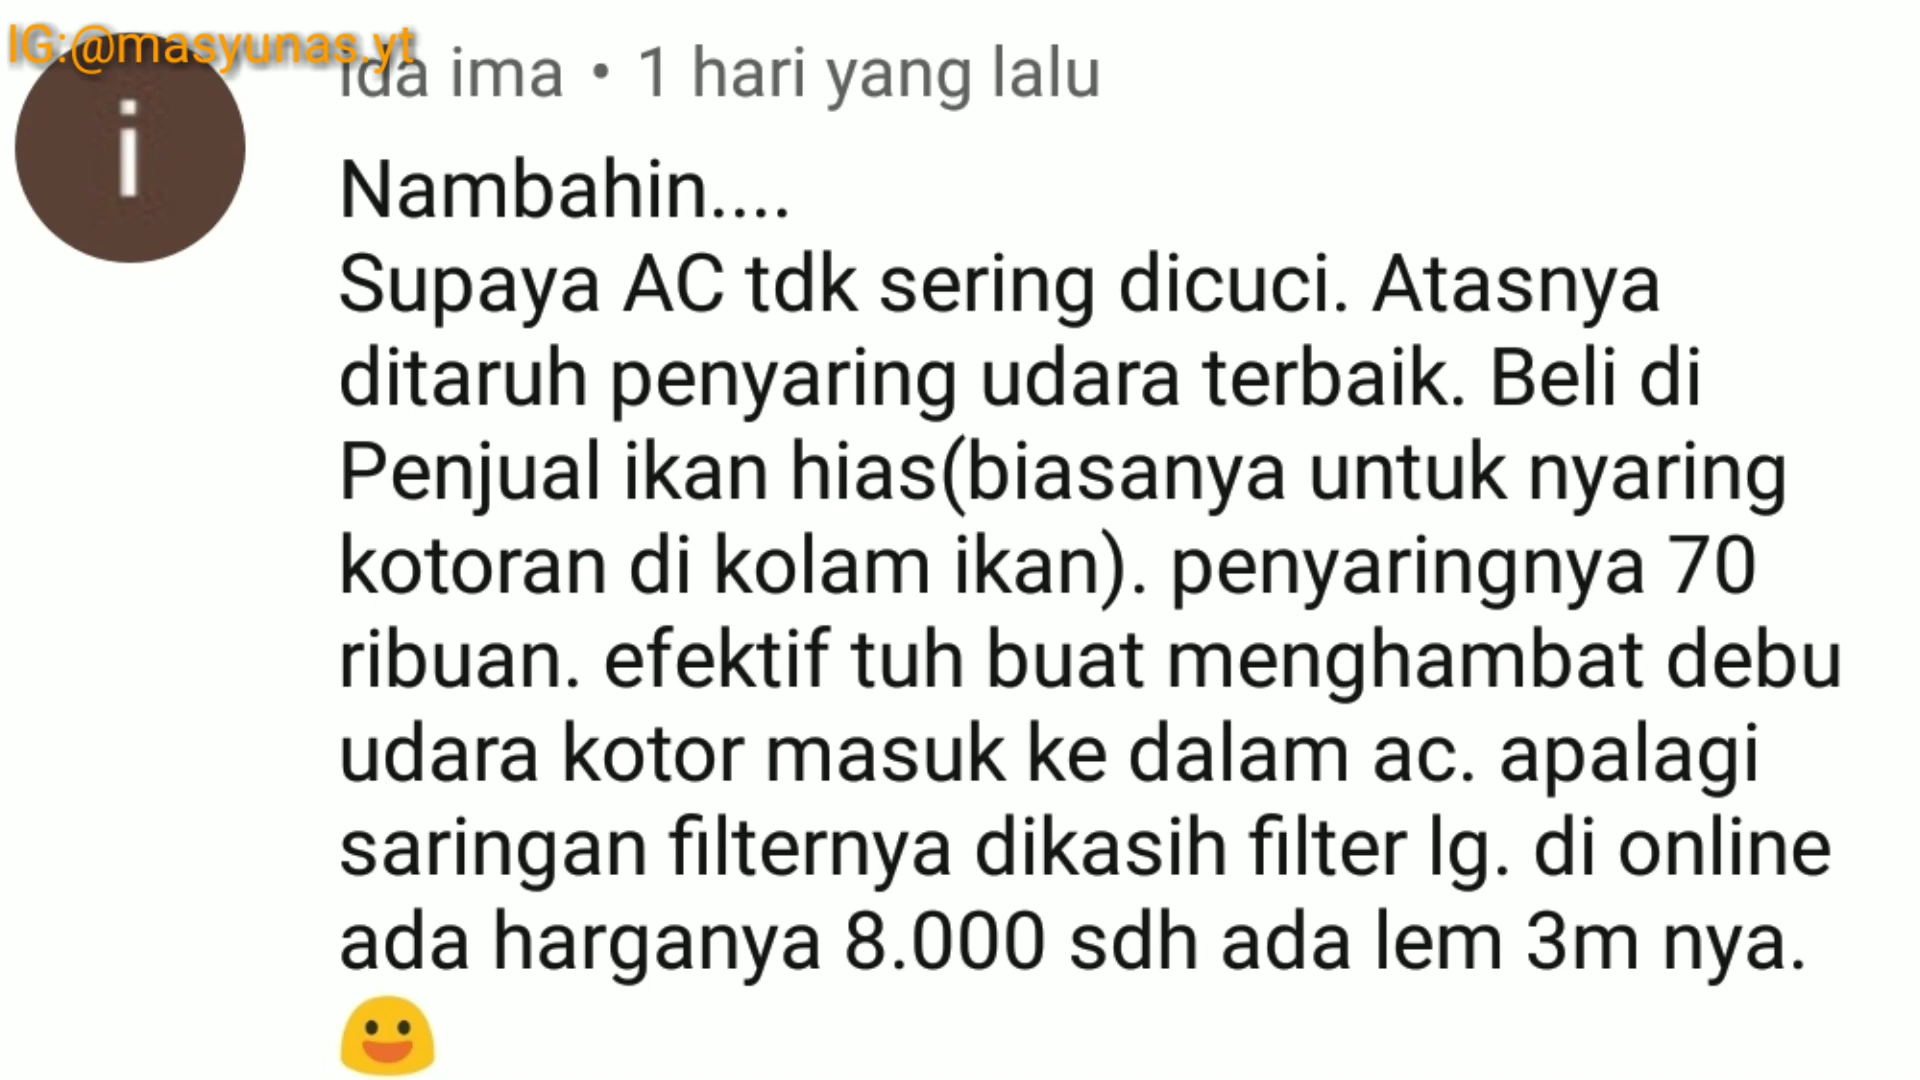 IG:@masyunas.yt
ida ima • 1 hari yang lalu
i
Nambahin....
Supaya AC tdk sering dicuci. Atasnya
ditaruh penyaring udara terbaik. Beli di
Penjual ikan hias(biasanya untuk nyaring
kotoran di kolam ikan). penyaringnya 70
ribuan. efektif tuh buat menghambat debu
udara kotor masuk ke dalam ac. apalagi
saringan filternya dikasih filter lg. di online
ada harganya 8.000 sdh ada lem 3m nya.
😃